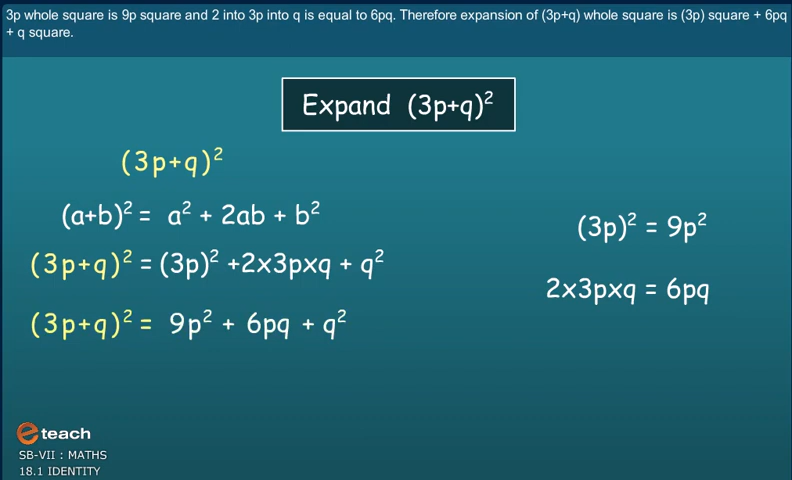 3p whole square is 9p square and 2 into 3p into q is equal to 6pq. Therefore expansion of (3p+q) whole square is (3p) square + 6pq
+ q square.
Expand (3p+q)²
(3p+q)²
(a+b)² = a² + 2ab + b²
(3p+q)² = (3p)² +2x3pxq + q²
(3p+q)² = 9p² + 6pq + q²
(3p)² = 9p²
2x3pxq = 6pq
e teach
SB-VII : MATHS
18.1 IDENTITY